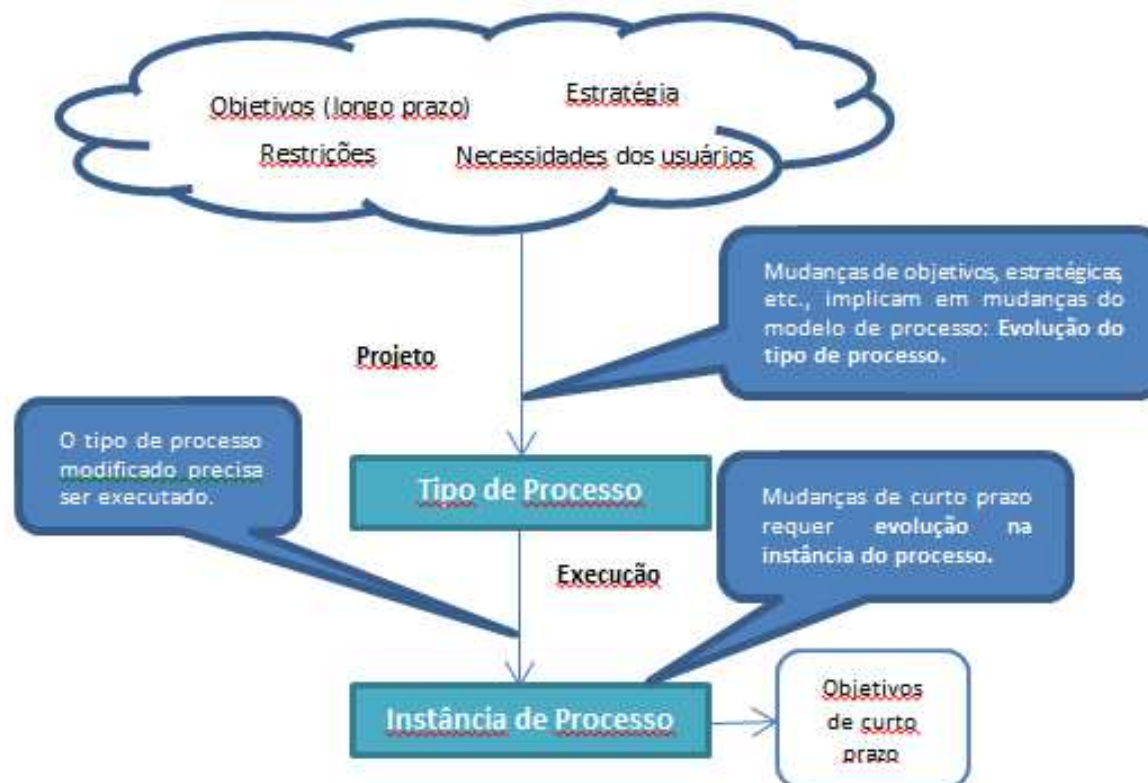 Objetivos (longo prazo)
Estratégia
Restrições
Necessidades dos usuários
Mudanças de objetivos, estratégicas,
etc., implicam em mudanças do
modelo de processo: Evolução do
tipo de processo.
Projeto
O tipo de processo
modificado precisa
ser executado.
Tipo de Processo
Mudanças de curto prazo
requer evolução na
instância do processo.
Execução
Instância de Processo
Objetivos
de curto
prazo